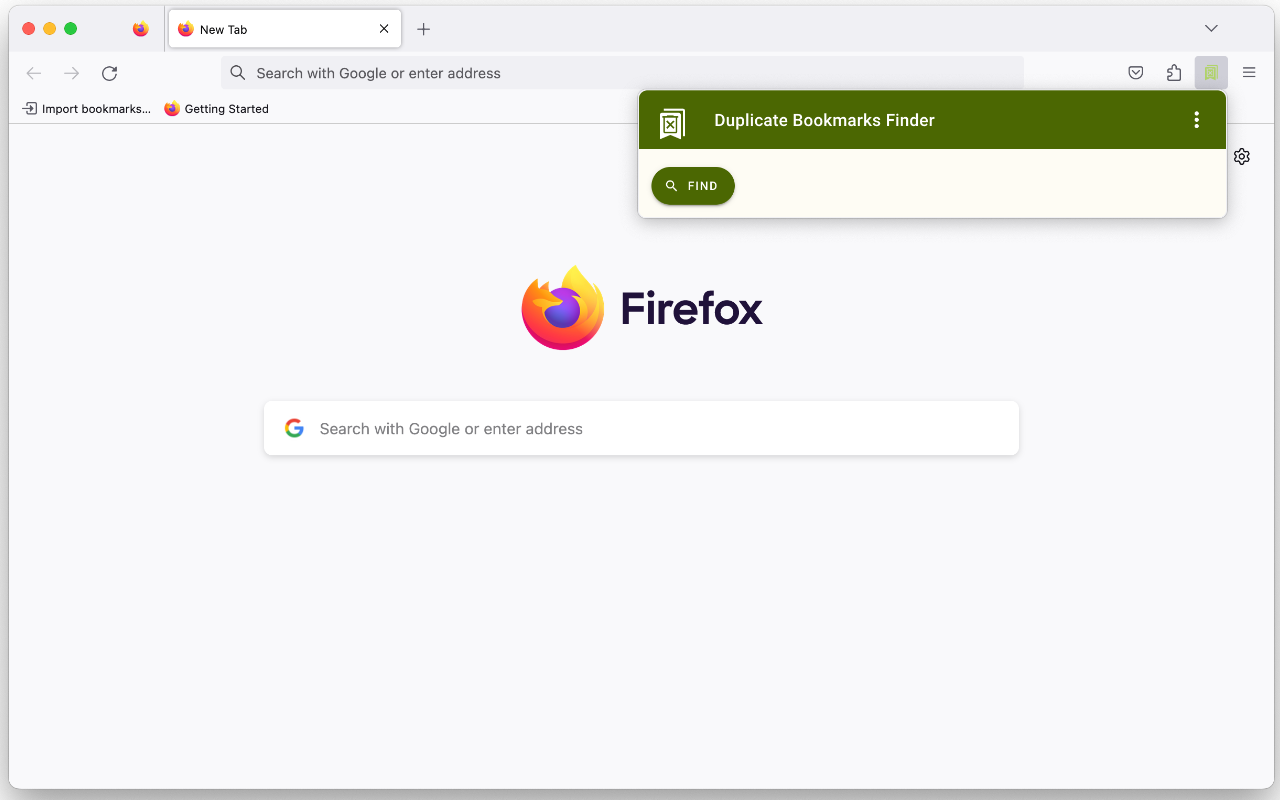 New Tab
Search with Google or enter address
Import bookmarks...
Getting Started
Duplicate Bookmarks Finder
FIND
Firefox
Search with Google or enter address